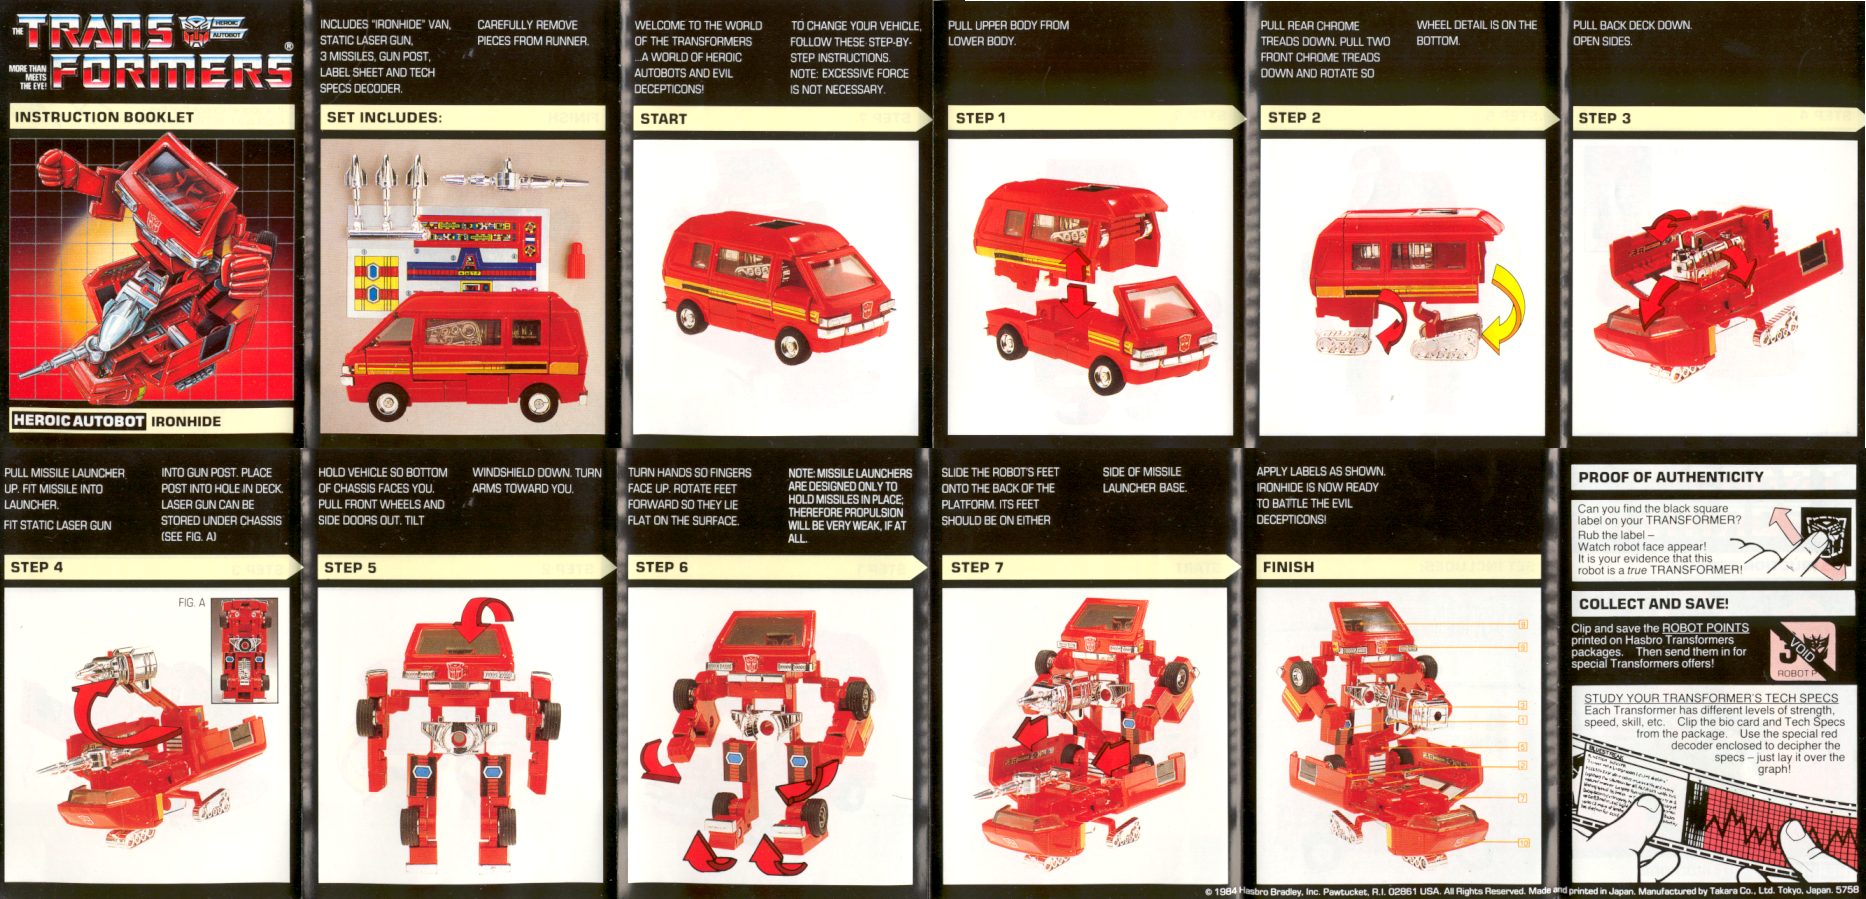 THE TRANSFORMERS
HEROIC AUTOBOT
MORE THAN
MEETS
THE EYE!
®
INSTRUCTION BOOKLET
HEROIC AUTOBOT IRONHIDE
INCLUDES "IRONHIDE" VAN,
STATIC LASER GUN,
3 MISSILES, GUN POST,
LABEL SHEET AND TECH
SPECS DECODER.
CAREFULLY REMOVE
PIECES FROM RUNNER.
SET INCLUDES:
WELCOME TO THE WORLD
OF THE TRANSFORMERS
...A WORLD OF HEROIC
AUTOBOTS AND EVIL
DECEPTICONS!
TO CHANGE YOUR VEHICLE,
FOLLOW THESE STEP-BY-
STEP INSTRUCTIONS.
NOTE: EXCESSIVE FORCE
IS NOT NECESSARY.
START
PULL UPPER BODY FROM
LOWER BODY.
STEP 1
PULL REAR CHROME
TREADS DOWN. PULL TWO
FRONT CHROME TREADS
DOWN AND ROTATE SO
WHEEL DETAIL IS ON THE
BOTTOM.
STEP 2
PULL BACK DECK DOWN.
OPEN SIDES.
STEP 3
PULL MISSILE LAUNCHER
UP. FIT MISSILE INTO
LAUNCHER.
FIT STATIC LASER GUN
INTO GUN POST. PLACE
POST INTO HOLE IN DECK.
LASER GUN CAN BE
STORED UNDER CHASSIS
(SEE FIG. A)
STEP 4
FIG. A
HOLD VEHICLE SO BOTTOM
OF CHASSIS FACES YOU.
PULL FRONT WHEELS AND
SIDE DOORS OUT. TILT
WINDSHIELD DOWN. TURN
ARMS TOWARD YOU.
STEP 5
TURN HANDS SO FINGERS
FACE UP. ROTATE FEET
FORWARD SO THEY LIE
FLAT ON THE SURFACE.
NOTE: MISSILE LAUNCHERS
ARE DESIGNED ONLY TO
HOLD MISSILES IN PLACE;
THEREFORE PROPULSION
WILL BE VERY WEAK, IF AT
ALL.
STEP 6
SLIDE THE ROBOT'S FEET
ONTO THE BACK OF THE
PLATFORM. ITS FEET
SHOULD BE ON EITHER
SIDE OF MISSILE
LAUNCHER BASE.
STEP 7
APPLY LABELS AS SHOWN.
IRONHIDE IS NOW READY
TO BATTLE THE EVIL
DECEPTICONS!
FINISH
8
9
3
1
5
2
7
10
PROOF OF AUTHENTICITY
Can you find the black square
label on your TRANSFORMER?
Rub the label –
Watch robot face appear!
It is your evidence that this
robot is a true TRANSFORMER!
COLLECT AND SAVE!
Clip and save the ROBOT POINTS
printed on Hasbro Transformers
packages. Then send them in for
special Transformers offers!
3
VOID
ROBOT P
STUDY YOUR TRANSFORMER'S TECH SPECS
Each Transformer has different levels of strength,
speed, skill, etc. Clip the bio card and Tech Specs
from the package. Use the special red
decoder enclosed to decipher the
specs – just lay it over the
graph!
BLUESTREAK
© 1984 Hasbro Bradley, Inc. Pawtucket, R.I. 02861 USA. All Rights Reserved. Made and printed in Japan. Manufactured by Takara Co., Ltd. Tokyo, Japan. 5758